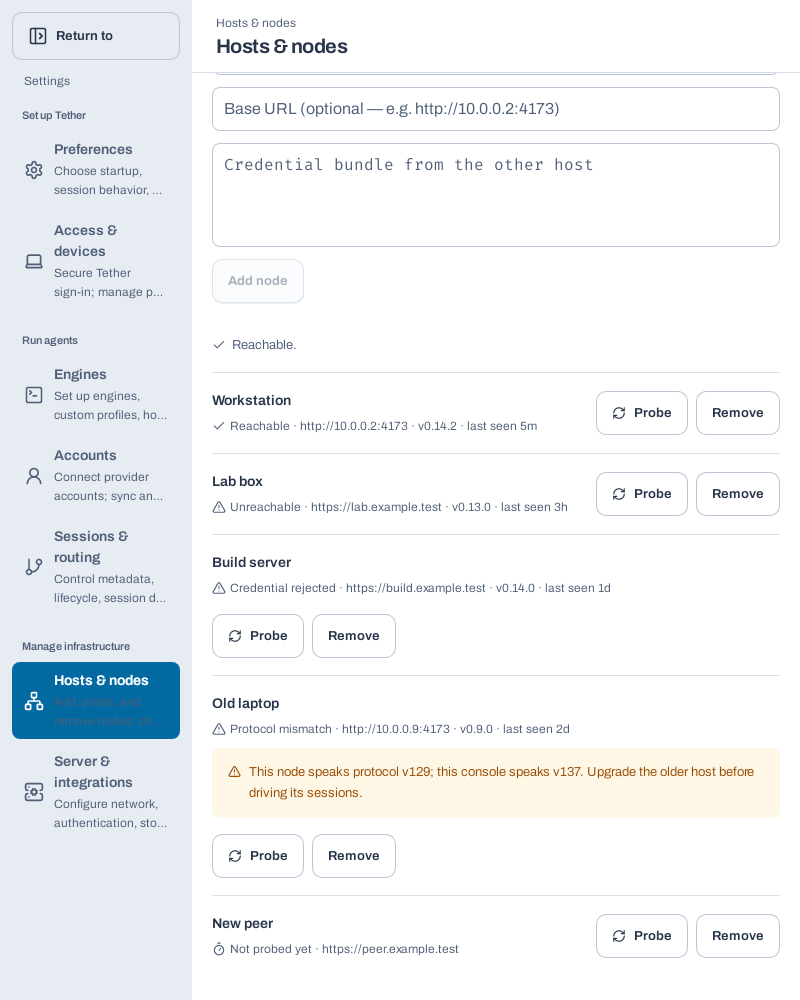 Return to
Settings
Set up Tether
Preferences
Choose startup,
session behavior, ...
Access &
devices
Secure Tether
sign-in; manage p...
Run agents
Engines
Set up engines,
custom profiles, ho...
Accounts
Connect provider
accounts; sync an...
Sessions &
routing
Control metadata,
lifecycle, session d...
Manage infrastructure
Hosts & nodes
Add, probe, and
remove nodes; ch...
Server &
integrations
Configure network,
authentication, sto...
Hosts & nodes
Hosts & nodes
Base URL (optional — e.g. http://10.0.0.2:4173)
Credential bundle from the other host
Add node
Reachable.
Workstation
Reachable · http://10.0.0.2:4173 · v0.14.2 · last seen 5m
Probe Remove
Lab box
Unreachable · https://lab.example.test · v0.13.0 · last seen 3h
Probe Remove
Build server
Credential rejected · https://build.example.test · v0.14.0 · last seen 1d
Probe Remove
Old laptop
Protocol mismatch · http://10.0.0.9:4173 · v0.9.0 · last seen 2d
This node speaks protocol v129; this console speaks v137. Upgrade the older host before
driving its sessions.
Probe Remove
New peer
Not probed yet · https://peer.example.test
Probe Remove